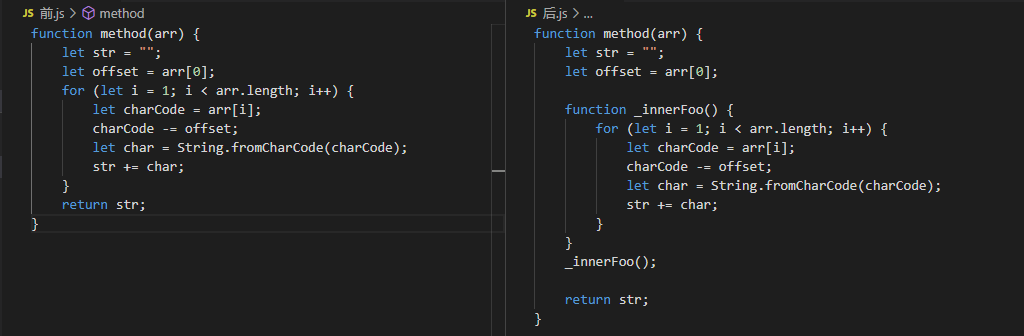 JS 前.js > method
function method(arr) {
let str = "";
let offset = arr[0];
for (let i = 1; i < arr.length; i++) {
let charCode = arr[i];
charCode -= offset;
let char = String.fromCharCode(charCode);
str += char;
}
return str;
}
JS 后.js > ...
function method(arr) {
let str = "";
let offset = arr[0];
function _innerFoo() {
for (let i = 1; i < arr.length; i++) {
let charCode = arr[i];
charCode -= offset;
let char = String.fromCharCode(charCode);
str += char;
}
}
_innerFoo();
return str;
}